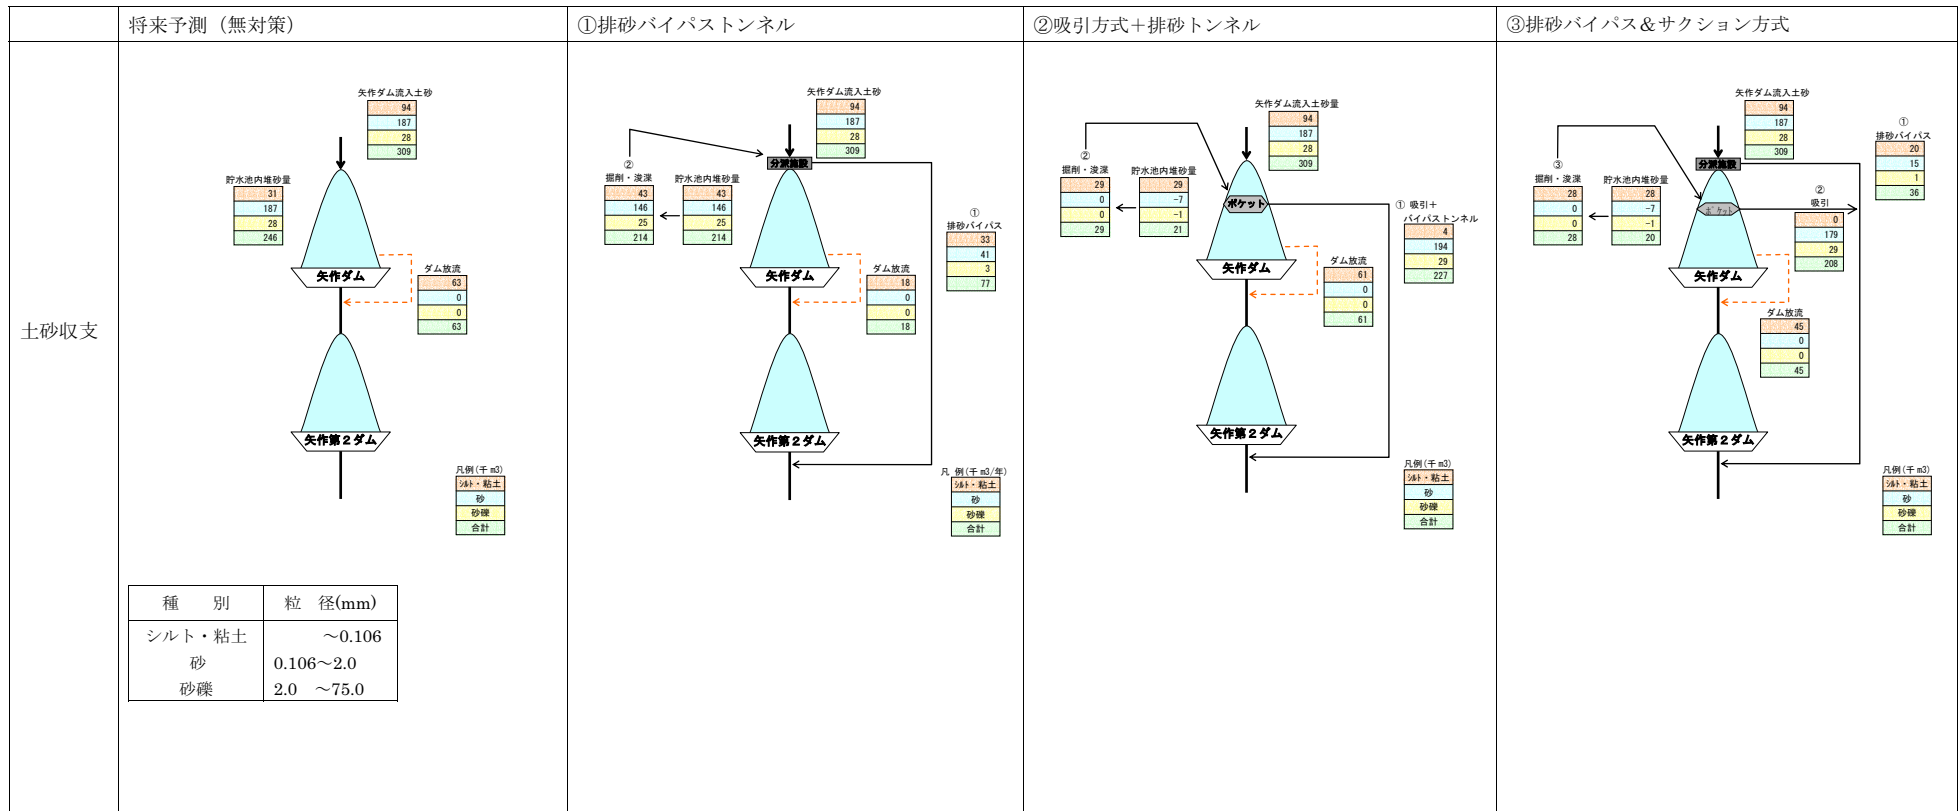 将来予測（無対策）
①排砂バイパストンネル
②吸引方式＋排砂トンネル
③排砂バイパス＆サクション方式
土砂収支
矢作ダム流入土砂
94
187
28
309
貯水池内堆砂量
31
187
28
246
矢作ダム
ダム放流
63
0
0
63
矢作第２ダム
凡例(千 m3)
ｼﾙﾄ・粘土
砂
砂礫
合計
種　別　粒　径(mm)
シルト・粘土　～0.106
砂　0.106～2.0
砂礫　2.0　～75.0
矢作ダム流入土砂
94
187
28
309
分派施設
②
掘削・浚渫
43
146
25
214
貯水池内堆砂量
43
146
25
214
①
排砂バイパス
33
41
3
77
矢作ダム
ダム放流
18
0
0
18
矢作第２ダム
凡 例(千 m3/年)
ｼﾙﾄ・粘土
砂
砂礫
合計
矢作ダム流入土砂量
94
187
28
309
②
掘削・浚渫
29
0
0
29
貯水池内堆砂量
29
-7
-1
21
ポケット
① 吸引＋
バイパストンネル
4
194
29
227
矢作ダム
ダム放流
61
0
0
61
矢作第２ダム
凡例(千 m3)
ｼﾙﾄ・粘土
砂
砂礫
合計
矢作ダム流入土砂
94
187
28
309
分派施設
①
排砂バイパス
20
15
1
36
③
掘削・浚渫
28
0
0
28
貯水池内堆砂量
28
-7
-1
20
ポケット
②
吸引
0
179
29
208
矢作ダム
ダム放流
45
0
0
45
矢作第２ダム
凡例(千 m3)
ｼﾙﾄ・粘土
砂
砂礫
合計